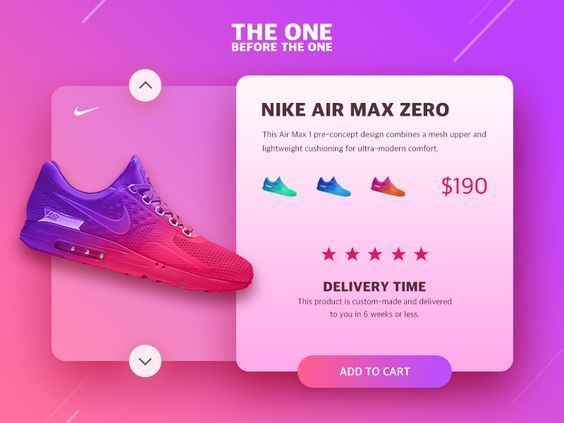 THE ONE
BEFORE THE ONE
NIKE AIR MAX ZERO
This Air Max 1 pre-concept design combines a mesh upper and
lightweight cushioning for ultra-modern comfort.
AIR
$190
DELIVERY TIME
This product is custom-made and delivered
to you in 6 weeks or less.
ADD TO CART